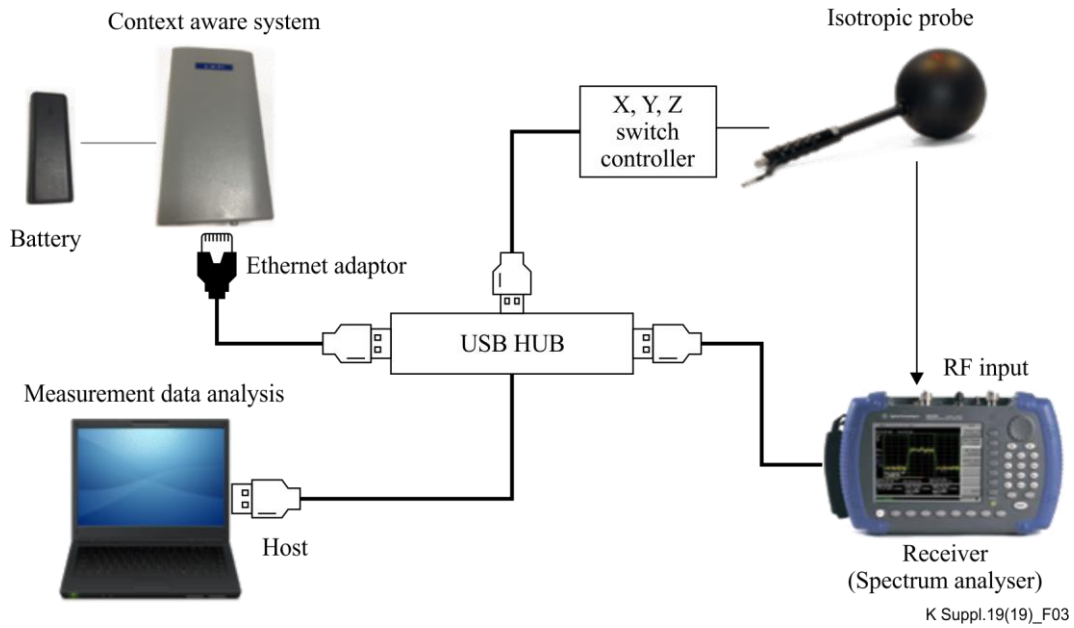 Context aware system
Isotropic probe
X, Y, Z
switch
controller
Battery
Ethernet adaptor
USB HUB
RF input
Measurement data analysis
Host
Receiver
(Spectrum analyser)
K Suppl.19(19)_F03